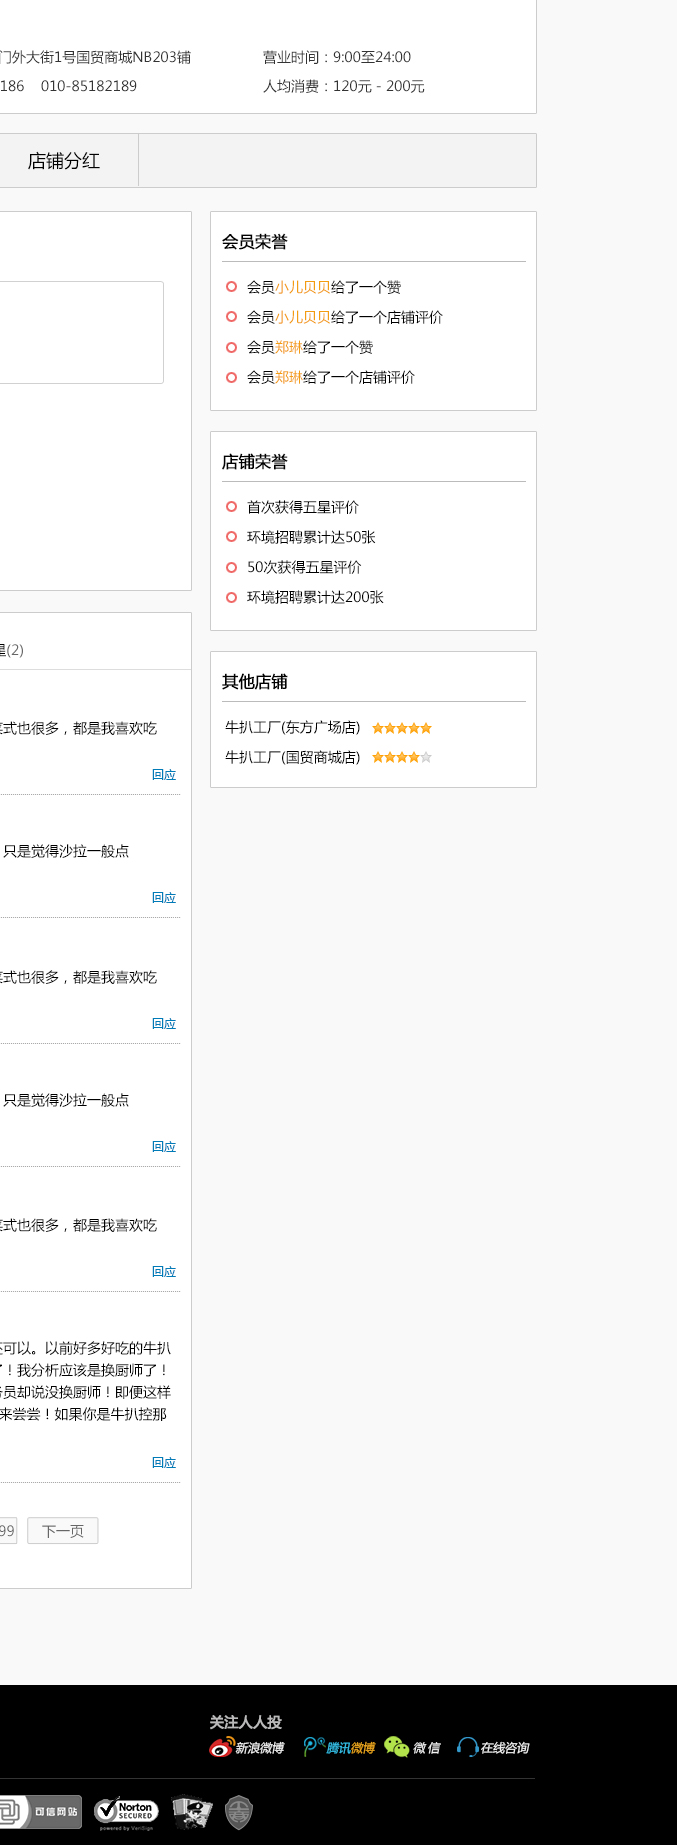 门外大街1号国贸商城NB203铺
营业时间：9:00至24:00
186 010-85182189
人均消费：120元 - 200元
店铺分红
会员荣誉
会员小儿贝贝给了一个赞
会员小儿贝贝给了一个店铺评价
会员郑琳给了一个赞
会员郑琳给了一个店铺评价
店铺荣誉
首次获得五星评价
环境招聘累计达50张
50次获得五星评价
环境招聘累计达200张
其他店铺
牛扒工厂(东方广场店)
牛扒工厂(国贸商城店)
(2)
式也很多，都是我喜欢吃
回应
只是觉得沙拉一般点
回应
式也很多，都是我喜欢吃
回应
只是觉得沙拉一般点
回应
式也很多，都是我喜欢吃
回应
可以。以前好多好吃的牛扒
！我分析应该是换厨师了！
员却说没换厨师！即便这样
来尝尝！如果你是牛扒控那
回应
99 下一页
关注人人投
新浪微博 腾讯微博 微信 在线咨询
可信网站
Norton
SECURED
powered by VeriSign